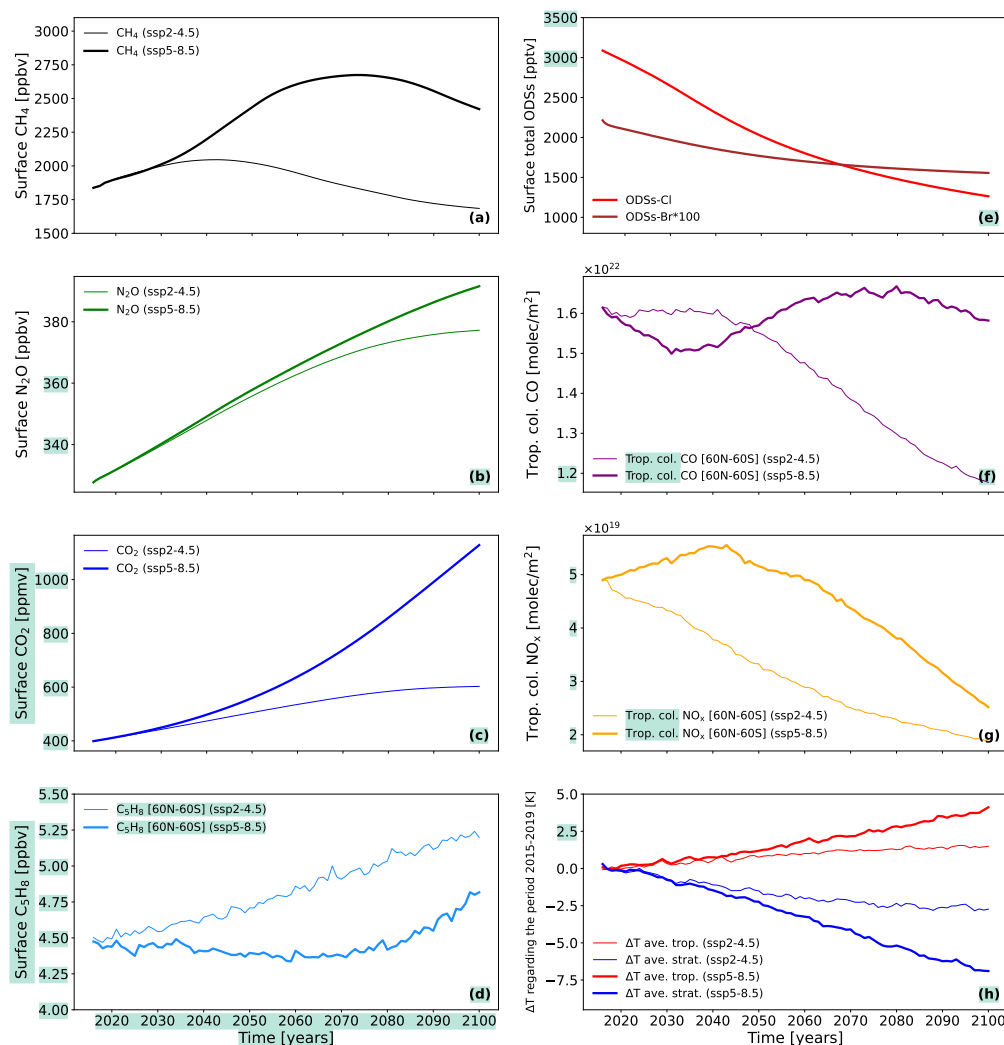 CH₄ (ssp2-4.5)
CH₄ (ssp5-8.5)
Surface CH₄ [ppbv]
3000
2750
2500
2250
2000
1750
1500
(a)
Surface total ODSs [pptv]
3500
3000
2500
2000
1500
1000
ODSs-Cl
ODSs-Br*100
(e)
N₂O (ssp2-4.5)
N₂O (ssp5-8.5)
Surface N₂O [ppbv]
380
360
340
(b)
×10²²
Trop. col. CO [molec/m²]
1.6
1.5
1.4
1.3
1.2
Trop. col. CO [60N-60S] (ssp2-4.5)
Trop. col. CO [60N-60S] (ssp5-8.5)
(f)
CO₂ (ssp2-4.5)
CO₂ (ssp5-8.5)
Surface CO₂ [ppmv]
1000
800
600
400
(c)
×10¹⁹
Trop. col. NOₓ [molec/m²]
5
4
3
2
Trop. col. NOₓ [60N-60S] (ssp2-4.5)
Trop. col. NOₓ [60N-60S] (ssp5-8.5)
(g)
C₅H₈ [60N-60S] (ssp2-4.5)
C₅H₈ [60N-60S] (ssp5-8.5)
Surface C₅H₈ [ppbv]
5.50
5.25
5.00
4.75
4.50
4.25
4.00
(d)
2020 2030 2040 2050 2060 2070 2080 2090 2100
Time [years]
ΔT regarding the period 2015-2019 [K]
5.0
2.5
0.0
−2.5
−5.0
−7.5
ΔT ave. trop. (ssp2-4.5)
ΔT ave. strat. (ssp2-4.5)
ΔT ave. trop. (ssp5-8.5)
ΔT ave. strat. (ssp5-8.5)
(h)
2020 2030 2040 2050 2060 2070 2080 2090 2100
Time [years]